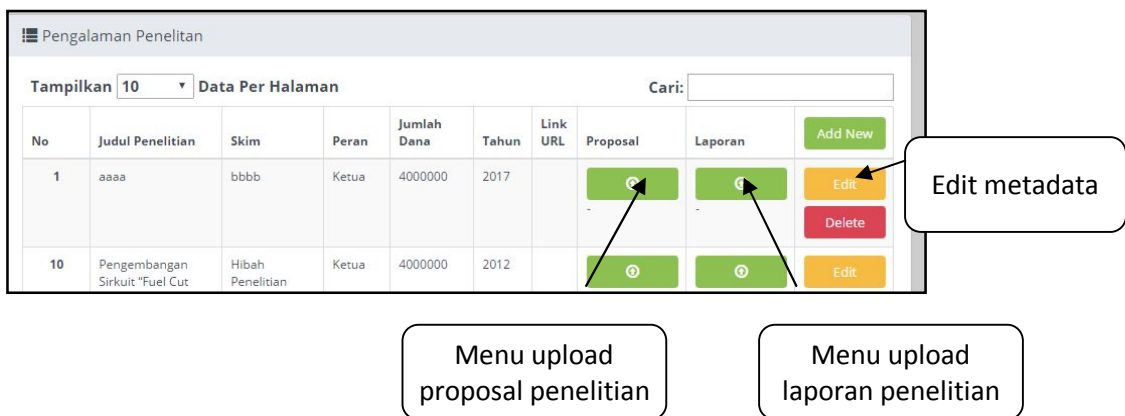 Pengalaman Penelitan
Tampilkan 10 Data Per Halaman Cari:
No Judul Penelitian Skim Peran Jumlah Dana Tahun Link URL Proposal Laporan Add New
1 aaaa bbbb Ketua 4000000 2017 Edit
- - Delete
10 Pengembangan Hibah Ketua 4000000 2012 Edit
Sirkuit "Fuel Cut Penelitian
Edit metadata
Menu upload
proposal penelitian
Menu upload
laporan penelitian